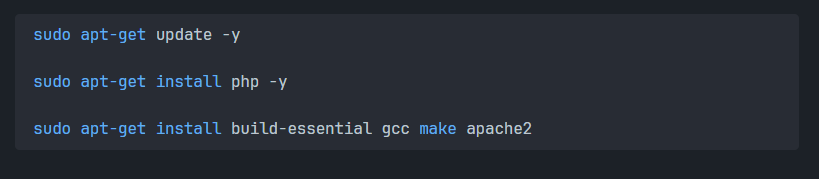 sudo apt-get update -y
sudo apt-get install php -y
sudo apt-get install build-essential gcc make apache2